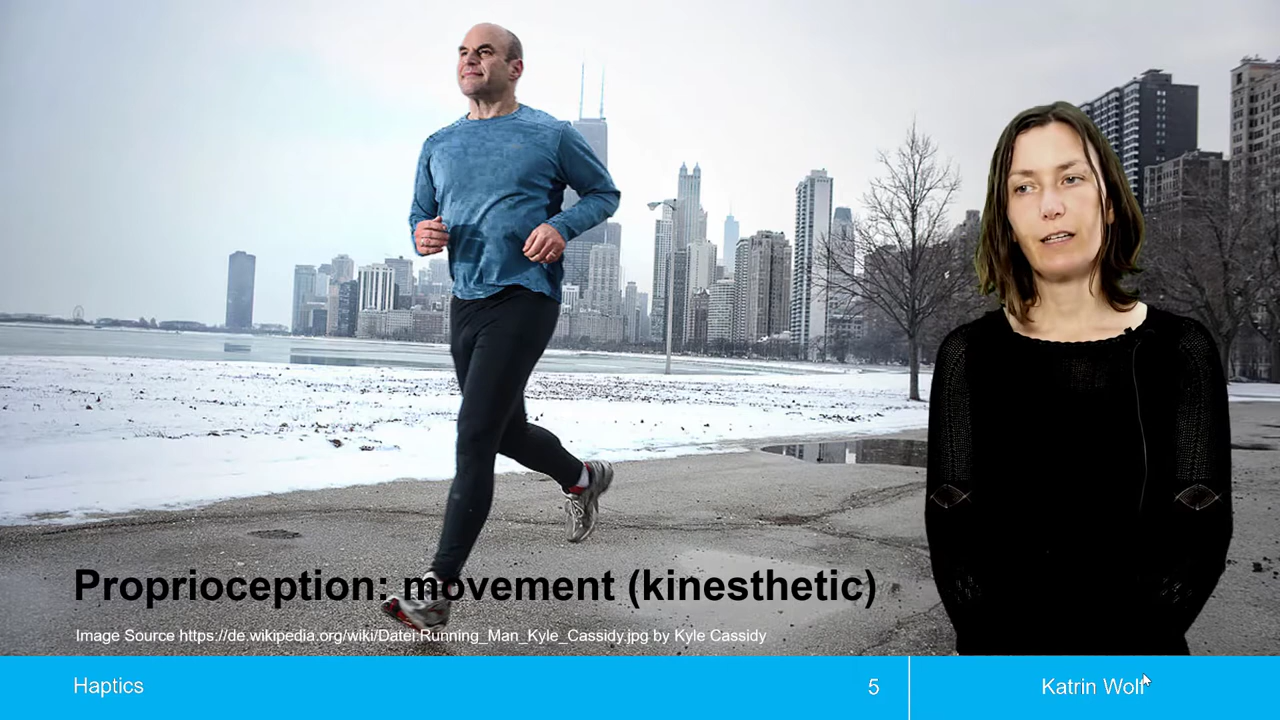 Proprioception: movement (kinesthetic)
Image Source https://de.wikipedia.org/wiki/Datei:Running_Man_Kyle_Cassidy.jpg by Kyle Cassidy
Haptics
5
Katrin Wolf